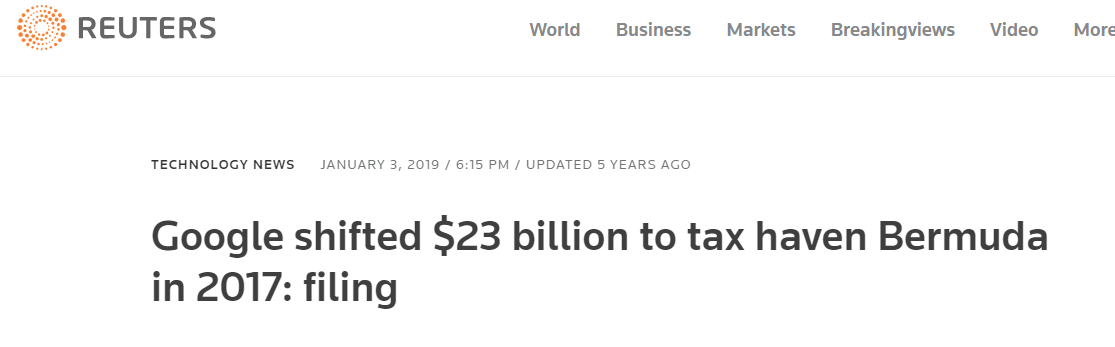 REUTERS World Business Markets Breakingviews Video More
TECHNOLOGY NEWS JANUARY 3, 2019 / 6:15 PM / UPDATED 5 YEARS AGO
Google shifted $23 billion to tax haven Bermuda
in 2017: filing